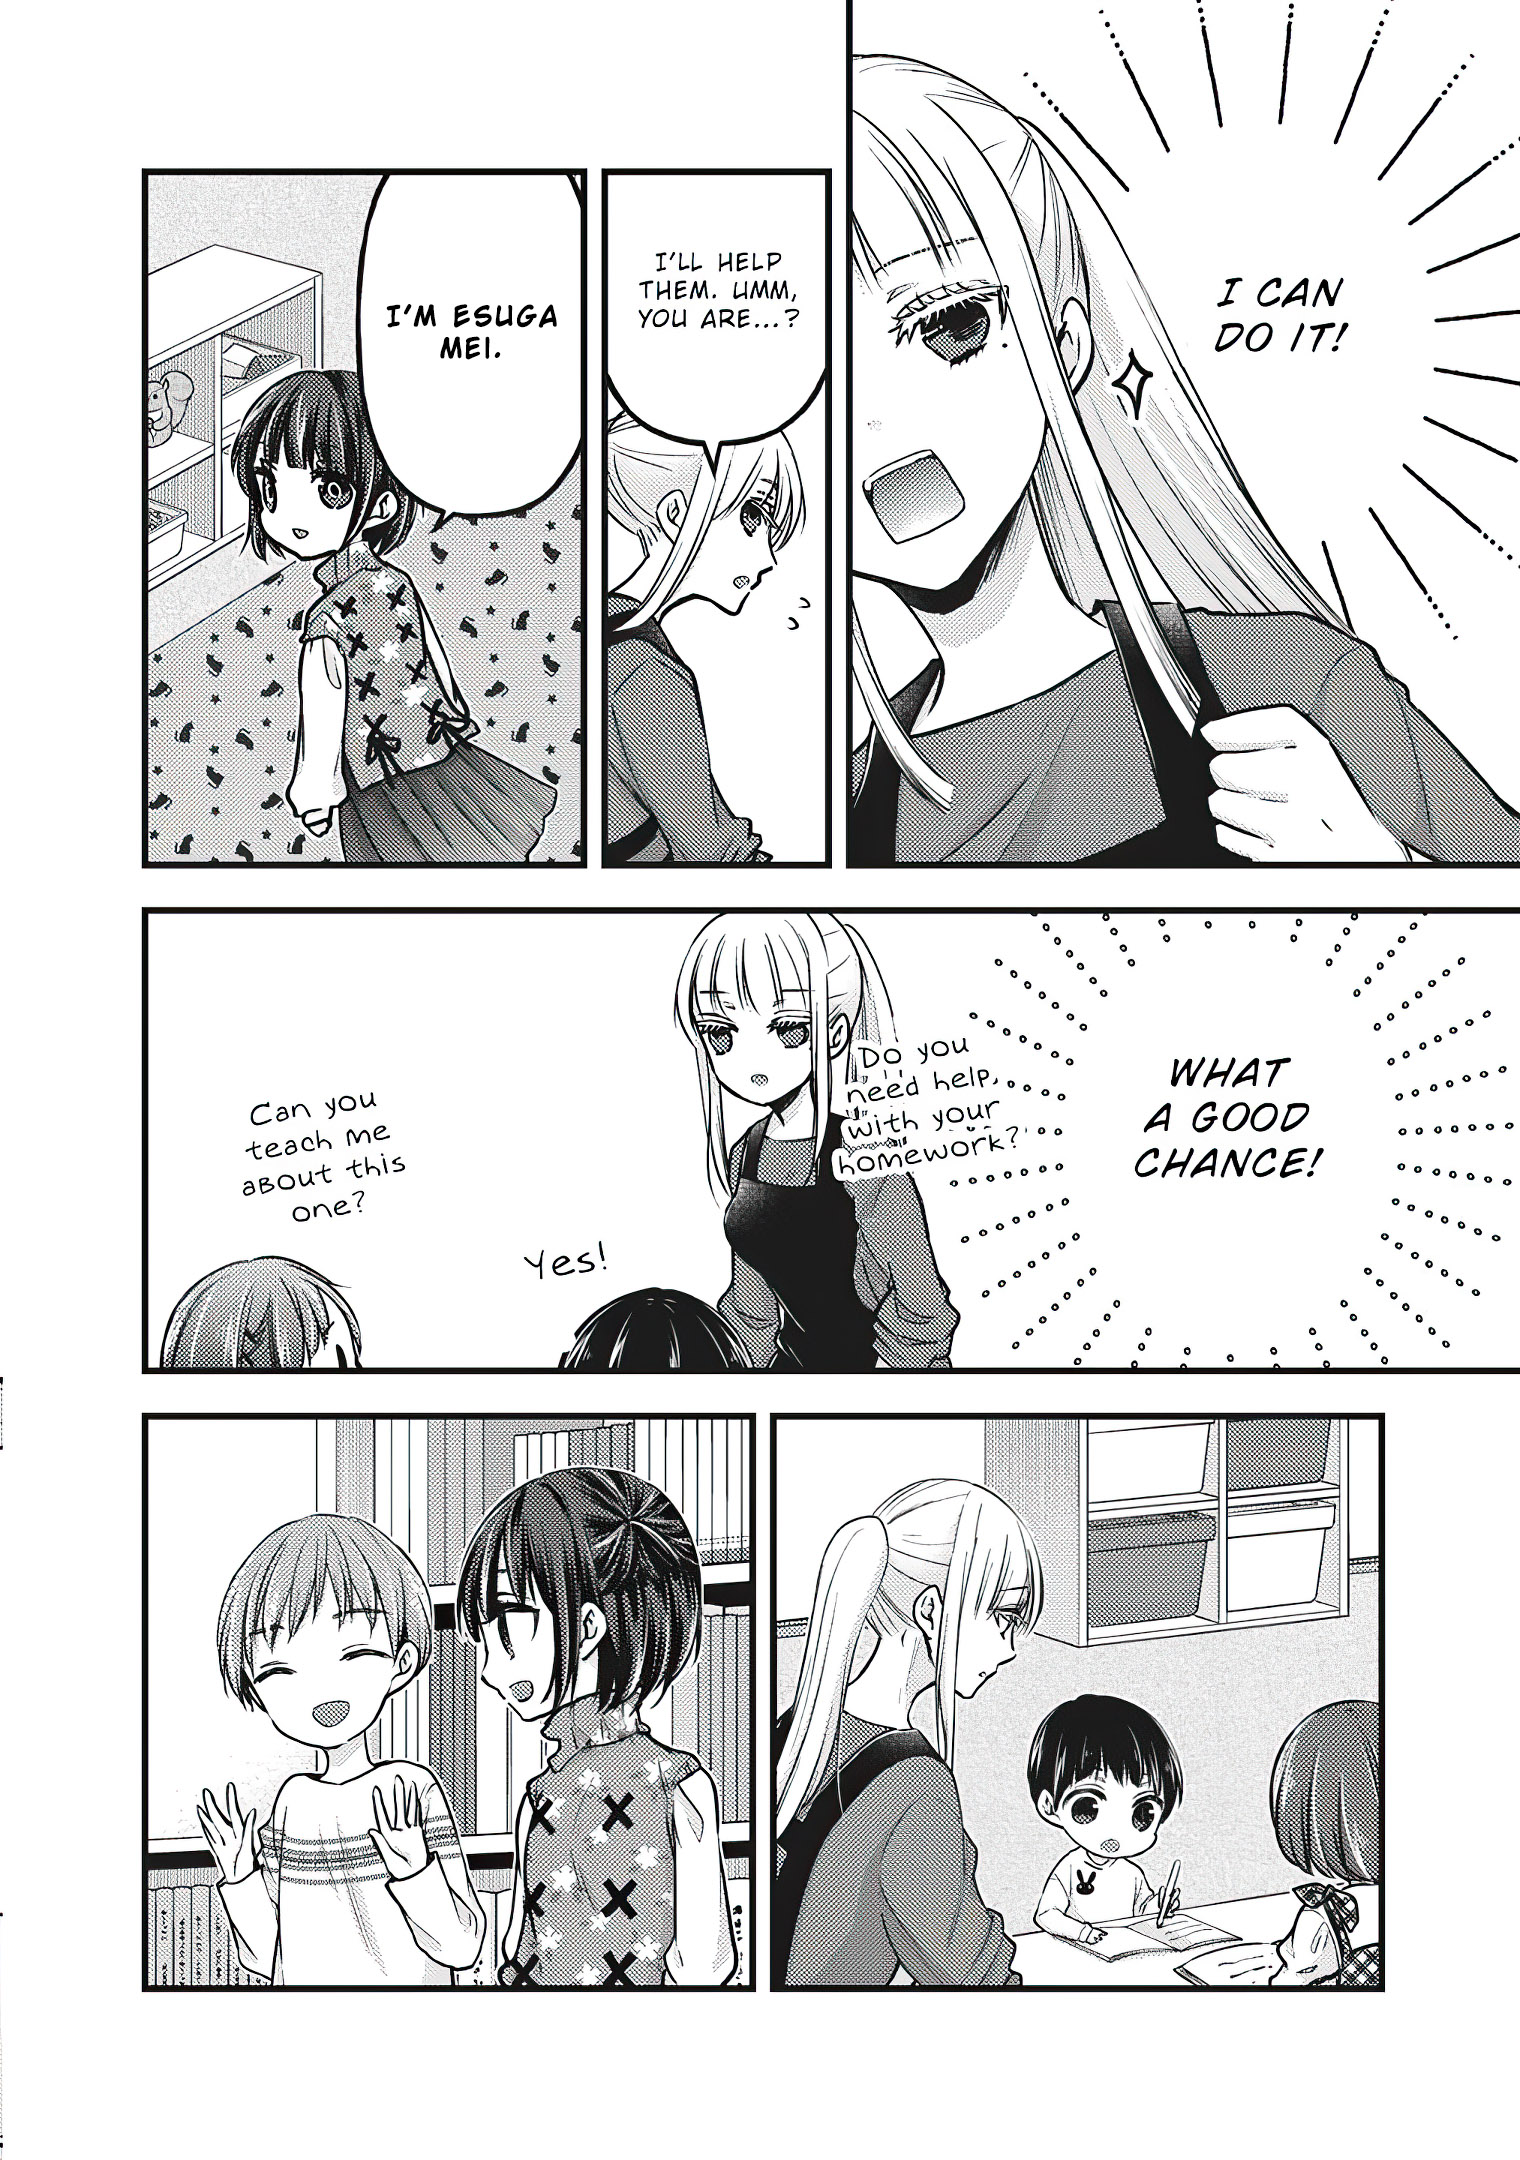 I CAN
DO IT!
I'LL HELP
THEM. UMM,
YOU ARE...?
I'M ESUGA
MEI.
WHAT
A GOOD
CHANCE!
Do you
need help,
with your
homework?
Yes!
Can you
teach me
about this
one?